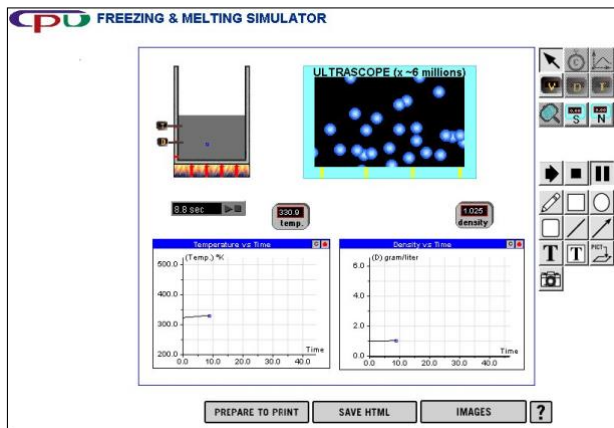 CPU FREEZING & MELTING SIMULATOR
ULTRASCOPE (x ~6 millions)
T
D
V D T
S N
8.8 sec
330.9
temp.
1.025
density
Temperature vs Time
(Temp.) °K
500.0
400.0
300.0
200.0
0.0 10.0 20.0 30.0 40.0
Time
Density vs Time
(D) gram/liter
6.0
4.0
2.0
0.0
0.0 10.0 20.0 30.0 40.0
Time
T T PICT
PREPARE TO PRINT
SAVE HTML
IMAGES
?